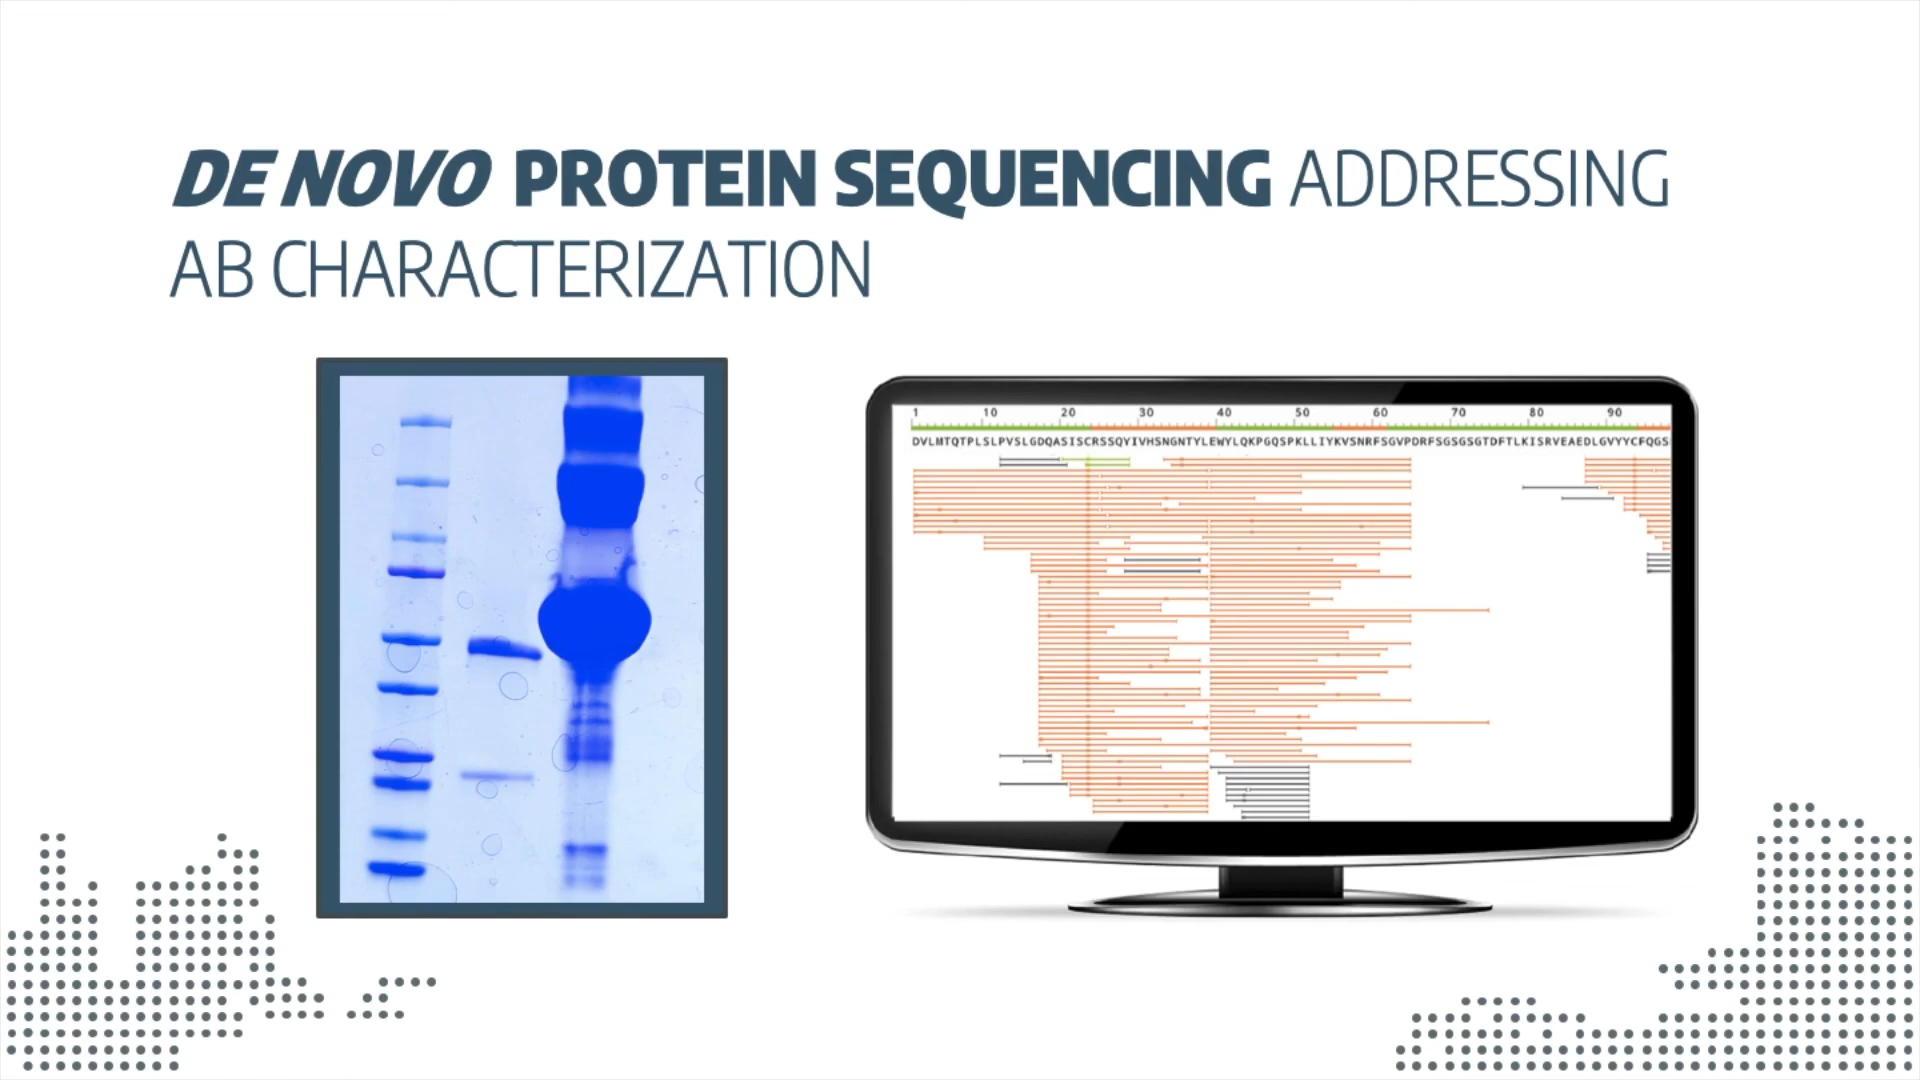 DE NOVO PROTEIN SEQUENCING ADDRESSING
AB CHARACTERIZATION
1 10 20 30 40 50 60 70 80 90
DVLMTQTPLSLPVSLGDQASISCRSSQYIVHSNGNTYLEWYLQKPGQSPKLLIYKVSNRFSGVPDRFSGSGSGTDFTLKISRVEAEDLGVYYCFQGS